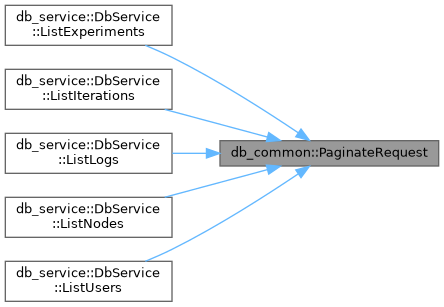 db_service::DbService
::ListExperiments
db_service::DbService
::ListIterations
db_service::DbService
::ListLogs
db_common::PaginateRequest
db_service::DbService
::ListNodes
db_service::DbService
::ListUsers